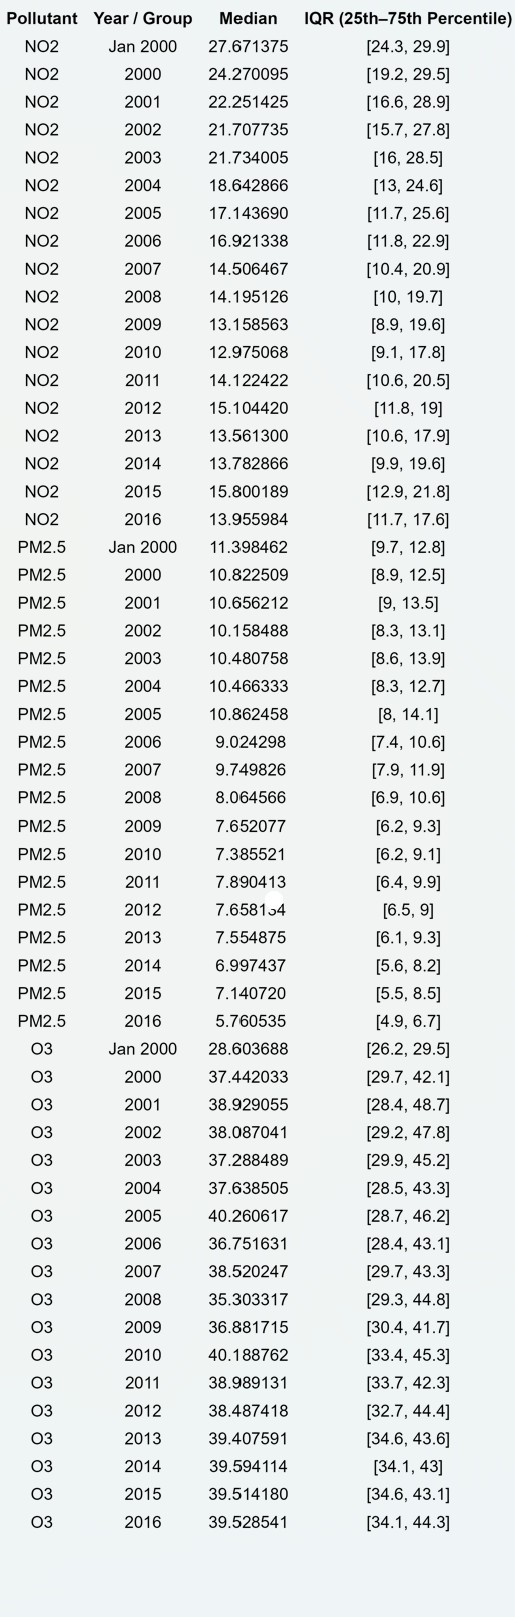 Pollutant Year / Group Median IQR (25th–75th Percentile)
NO2 Jan 2000 27.671375 [24.3, 29.9]
NO2 2000 24.270095 [19.2, 29.5]
NO2 2001 22.251425 [16.6, 28.9]
NO2 2002 21.707735 [15.7, 27.8]
NO2 2003 21.734005 [16, 28.5]
NO2 2004 18.642866 [13, 24.6]
NO2 2005 17.143690 [11.7, 25.6]
NO2 2006 16.921338 [11.8, 22.9]
NO2 2007 14.506467 [10.4, 20.9]
NO2 2008 14.195126 [10, 19.7]
NO2 2009 13.158563 [8.9, 19.6]
NO2 2010 12.975068 [9.1, 17.8]
NO2 2011 14.122422 [10.6, 20.5]
NO2 2012 15.104420 [11.8, 19]
NO2 2013 13.561300 [10.6, 17.9]
NO2 2014 13.782866 [9.9, 19.6]
NO2 2015 15.800189 [12.9, 21.8]
NO2 2016 13.955984 [11.7, 17.6]
PM2.5 Jan 2000 11.398462 [9.7, 12.8]
PM2.5 2000 10.822509 [8.9, 12.5]
PM2.5 2001 10.656212 [9, 13.5]
PM2.5 2002 10.158488 [8.3, 13.1]
PM2.5 2003 10.480758 [8.6, 13.9]
PM2.5 2004 10.466333 [8.3, 12.7]
PM2.5 2005 10.862458 [8, 14.1]
PM2.5 2006 9.024298 [7.4, 10.6]
PM2.5 2007 9.749826 [7.9, 11.9]
PM2.5 2008 8.064566 [6.9, 10.6]
PM2.5 2009 7.652077 [6.2, 9.3]
PM2.5 2010 7.385521 [6.2, 9.1]
PM2.5 2011 7.890413 [6.4, 9.9]
PM2.5 2012 [6.5, 9]
PM2.5 2013 7.554875 [6.1, 9.3]
PM2.5 2014 6.997437 [5.6, 8.2]
PM2.5 2015 7.140720 [5.5, 8.5]
PM2.5 2016 5.760535 [4.9, 6.7]
O3 Jan 2000 28.603688 [26.2, 29.5]
O3 2000 37.442033 [29.7, 42.1]
O3 2001 38.929055 [28.4, 48.7]
O3 2002 38.087041 [29.2, 47.8]
O3 2003 37.288489 [29.9, 45.2]
O3 2004 37.638505 [28.5, 43.3]
O3 2005 40.260617 [28.7, 46.2]
O3 2006 36.751631 [28.4, 43.1]
O3 2007 38.520247 [29.7, 43.3]
O3 2008 35.303317 [29.3, 44.8]
O3 2009 36.881715 [30.4, 41.7]
O3 2010 40.188762 [33.4, 45.3]
O3 2011 38.989131 [33.7, 42.3]
O3 2012 38.487418 [32.7, 44.4]
O3 2013 39.407591 [34.6, 43.6]
O3 2014 39.594114 [34.1, 43]
O3 2015 39.514180 [34.6, 43.1]
O3 2016 39.528541 [34.1, 44.3]